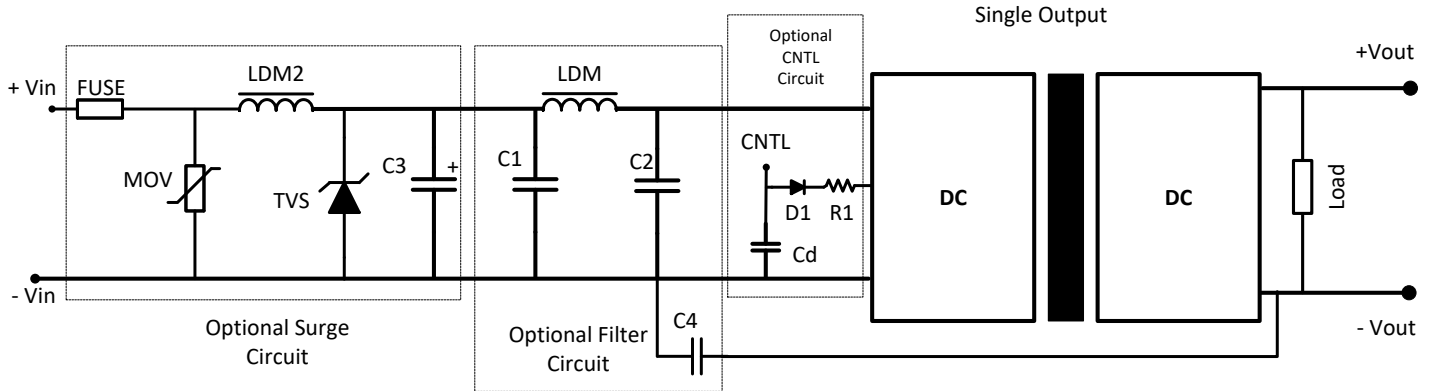 Single Output
Optional
CNTL
Circuit
+Vout
LDM2
LDM
+ Vin
FUSE
CNTL
MOV
C3
+
C1
C2
TVS
D1
R1
DC
DC
Load
Cd
- Vin
C4
- Vout
Optional Surge
Circuit
Optional Filter
Circuit